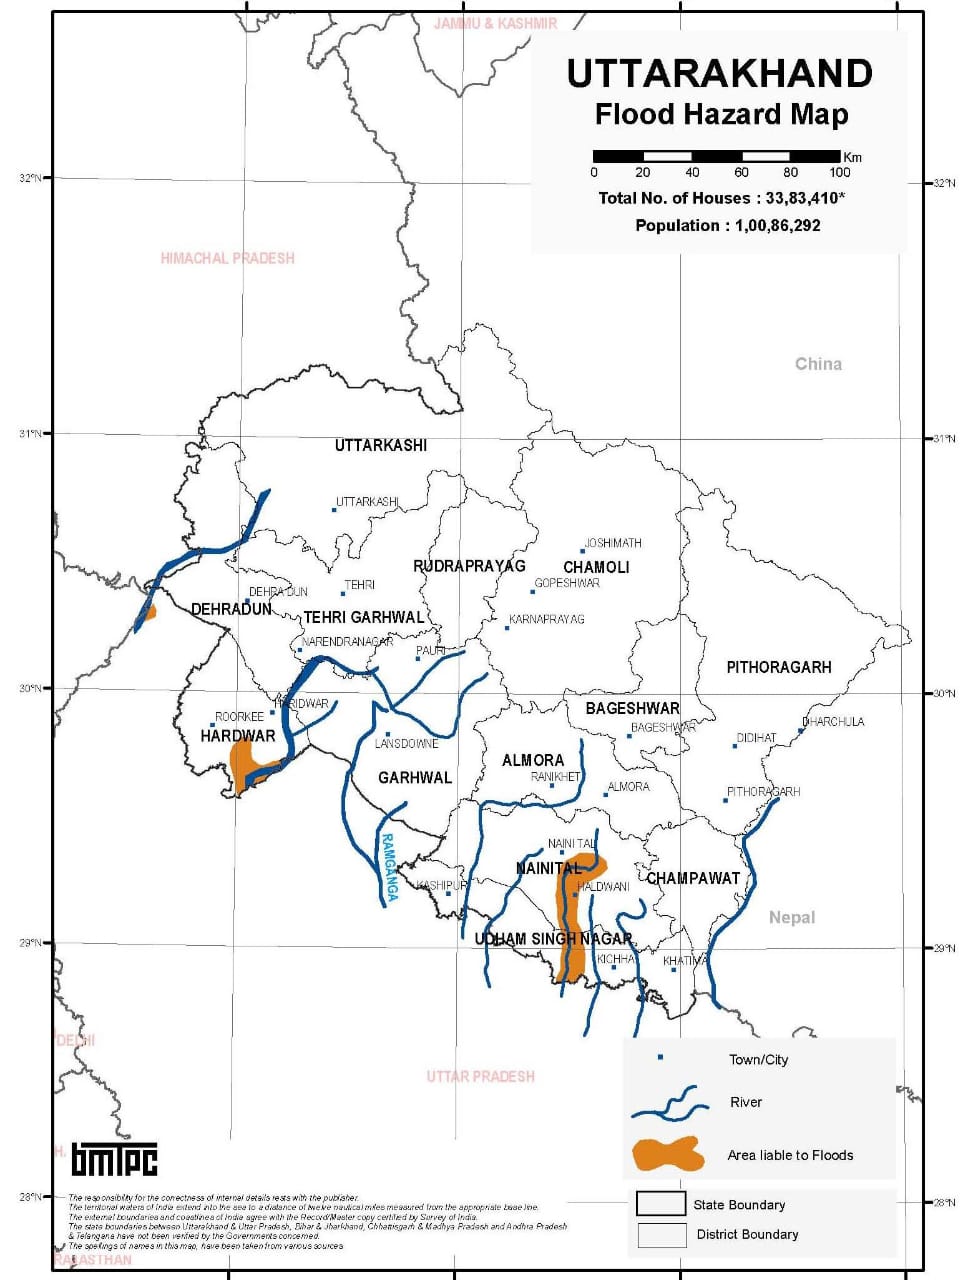 JAMMU & KASHMIR
UTTARAKHAND
Flood Hazard Map
Km
0 20 40 60 80 100
Total No. of Houses : 33,83,410*
Population : 1,00,86,292
32°N
32°N
HIMACHAL PRADESH
China
31°N
31°N
UTTARKASHI
UTTARKASHI
JOSHIMATH
RUDRAPRAYAG
CHAMOLI
GOPESHWAR
TEHRI
DEHRA DUN
DEHRADUN
TEHRI GARHWAL
KARNAPRAYAG
NARENDRANAGAR
PAURI
PITHORAGARH
30°N
30°N
HARIDWAR
ROORKEE
HARDWAR
BAGESHWAR
BAGESHWAR
DHARCHULA
DIDIHAT
LANSDOWNE
ALMORA
GARHWAL
RANIKHET
ALMORA
PITHORAGARH
RAMGANGA
NAINITAL
NAINITAL
KASHIPUR
HALDWANI
CHAMPAWAT
Nepal
UDHAM SINGH NAGAR
29°N
29°N
KICHHA
KHATIMA
DELHI
UTTAR PRADESH
Town/City
River
Area liable to Floods
State Boundary
District Boundary
H.
bmtpc
28°N
28°N
The responsibility for the correctness of internal details rests with the publisher.
The territorial waters of India extend into the sea to a distance of twelve nautical miles measured from the appropriate base line.
The external boundaries and coastlines of India agree with the Record/Master copy certified by Survey of India.
The state boundaries between Uttarakhand & Uttar Pradesh, Bihar & Jharkhand, Chhattisgarh & Madhya Pradesh and Andhra Pradesh
& Telangana have not been verified by the Governments concerned.
The spellings of names in this map, have been taken from various sources
RAJASTHAN